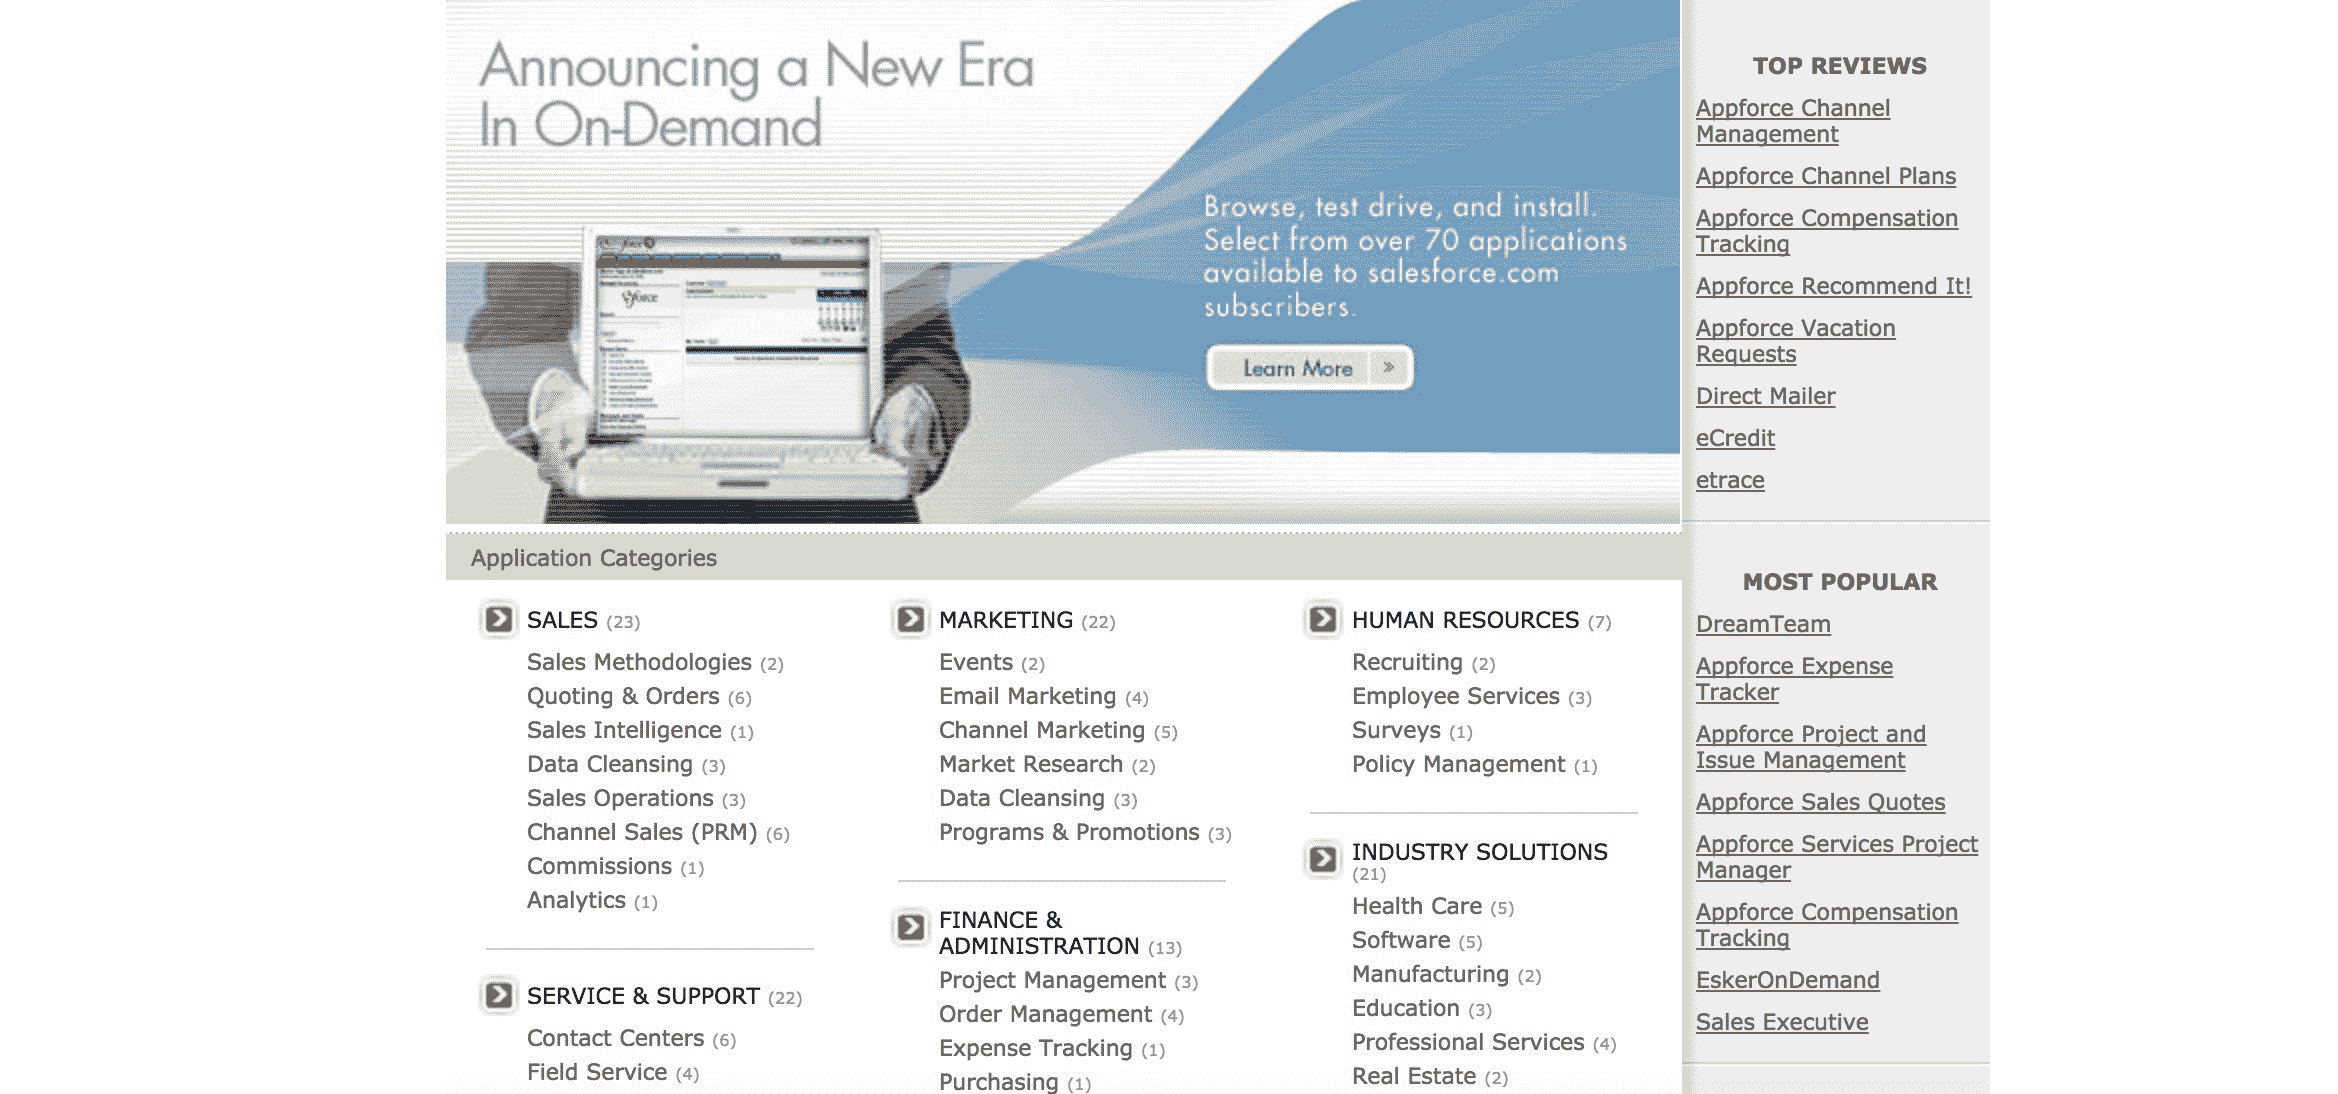 Announcing a New Era
In On-Demand
Browse, test drive, and install.
Select from over 70 applications
available to salesforce.com
subscribers.
Learn More »
Application Categories
SALES (23)
Sales Methodologies (2)
Quoting & Orders (6)
Sales Intelligence (1)
Data Cleansing (3)
Sales Operations (3)
Channel Sales (PRM) (6)
Commissions (1)
Analytics (1)
SERVICE & SUPPORT (22)
Contact Centers (6)
Field Service (4)
MARKETING (22)
Events (2)
Email Marketing (4)
Channel Marketing (5)
Market Research (2)
Data Cleansing (3)
Programs & Promotions (3)
FINANCE &
ADMINISTRATION (13)
Project Management (3)
Order Management (4)
Expense Tracking (1)
Purchasing (1)
HUMAN RESOURCES (7)
Recruiting (2)
Employee Services (3)
Surveys (1)
Policy Management (1)
INDUSTRY SOLUTIONS
(21)
Health Care (5)
Software (5)
Manufacturing (2)
Education (3)
Professional Services (4)
Real Estate (2)
TOP REVIEWS
Appforce Channel
Management
Appforce Channel Plans
Appforce Compensation
Tracking
Appforce Recommend It!
Appforce Vacation
Requests
Direct Mailer
eCredit
etrace
MOST POPULAR
DreamTeam
Appforce Expense
Tracker
Appforce Project and
Issue Management
Appforce Sales Quotes
Appforce Services Project
Manager
Appforce Compensation
Tracking
EskerOnDemand
Sales Executive